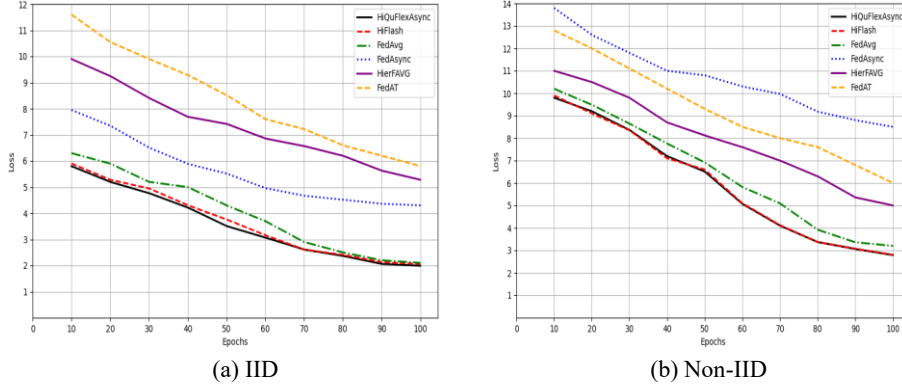 12
11
10
9
8
7
6
5
4
3
2
1
Loss
0
10
20
30
40
50
60
70
80
90
100
Epochs
HiQuFlexAsync
HiFlash
FedAvg
FedAsync
HierFAVG
FedAT
(a) IID
14
13
12
11
10
9
8
7
6
5
4
3
2
1
Loss
0
10
20
30
40
50
60
70
80
90
100
Epochs
HiQuFlexAsync
HiFlash
FedAvg
FedAsync
HierFAVG
FedAT
(b) Non-IID